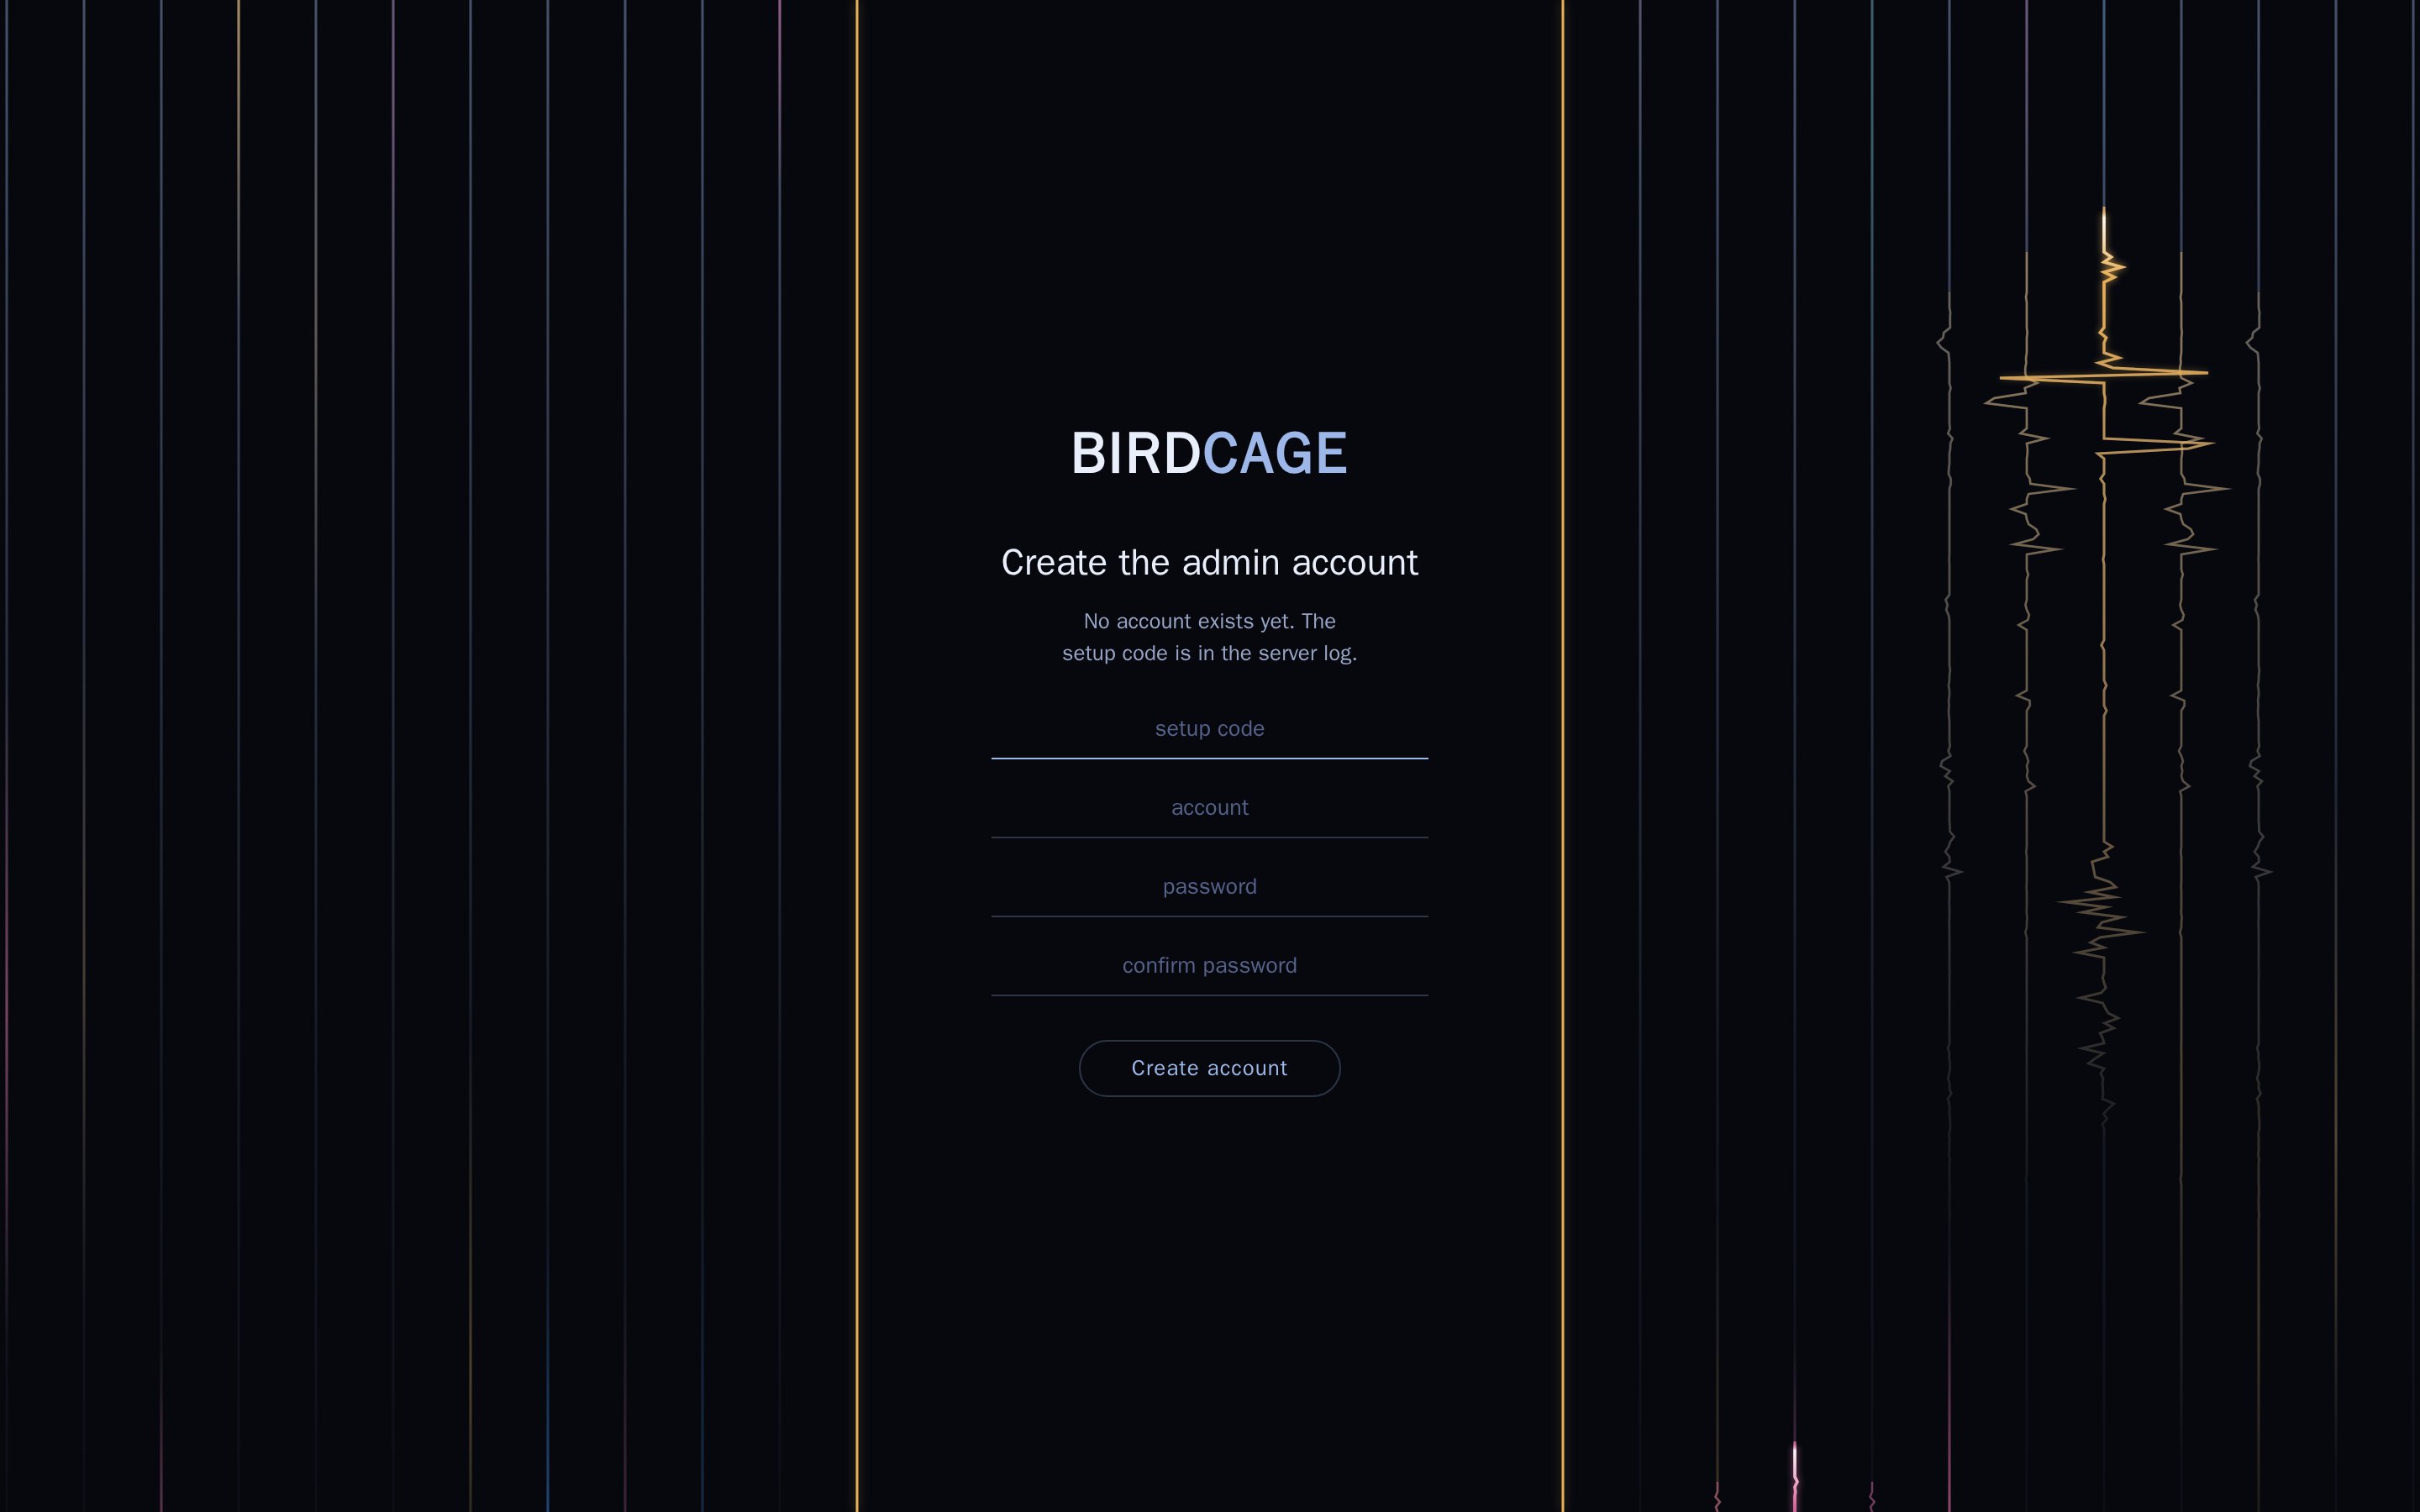 BIRDCAGE
Create the admin account
No account exists yet. The
setup code is in the server log.
setup code
account
password
confirm password
Create account